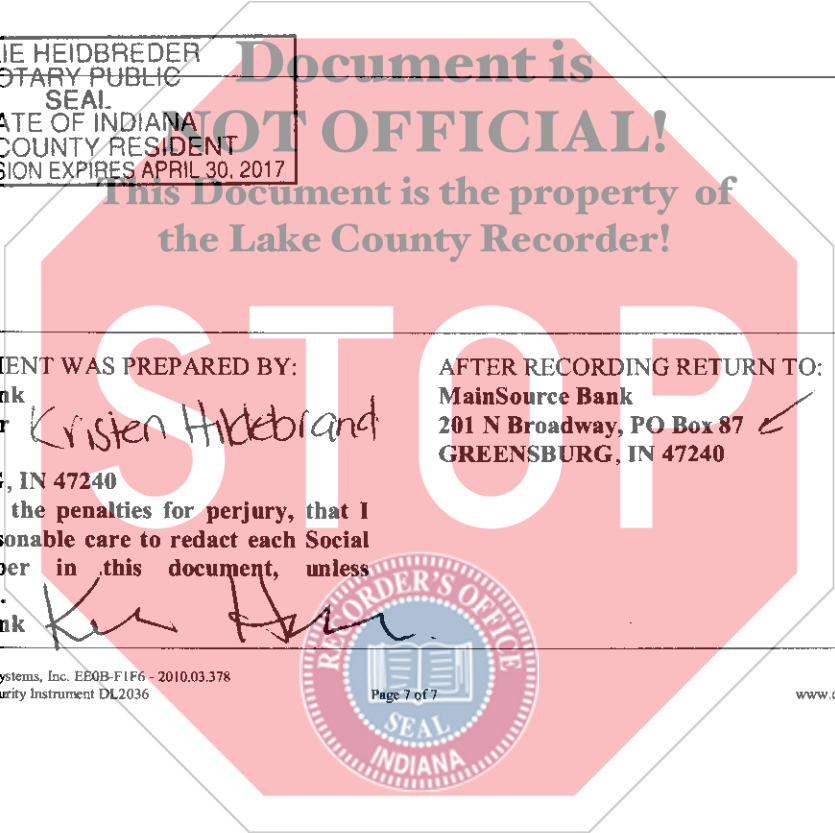 IE HEIDBREDER
OTARY PUBLIC
SEAL
ATE OF INDIANA
COUNTY RESIDENT
SION EXPIRES APRIL 30, 2017
Document is
NOT OFFICIAL!
This Document is the property of
the Lake County Recorder!
STOP
MENT WAS PREPARED BY:
nk
r Kristen Hildebrand
G, IN 47240
the penalties for perjury, that I
sonable care to redact each Social
ber in this document, unless
.
nk
AFTER RECORDING RETURN TO:
MainSource Bank
201 N Broadway, PO Box 87
GREENSBURG, IN 47240
RECORDER'S OFFICE
SEAL
INDIANA
ystems, Inc. EE0B-F1F6 - 2010.03.378
urity Instrument DL2036
Page 7 of 7
www.